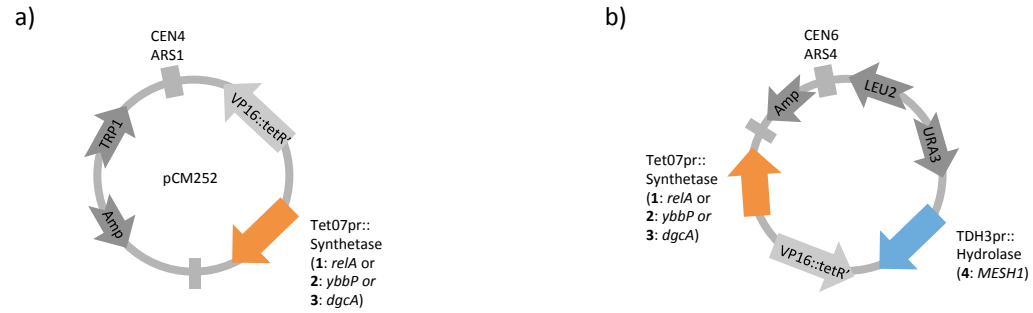 a)
CEN4
ARS1
VP16::tetR'
TRP1
pCM252
Amp
Tet07pr::
Synthetase
(1: relA or
2: ybbP or
3: dgcA)
b)
CEN6
ARS4
LEU2
Amp
URA3
Tet07pr::
Synthetase
(1: relA or
2: ybbP or
3: dgcA)
VP16::tetR'
TDH3pr::
Hydrolase
(4: MESH1)